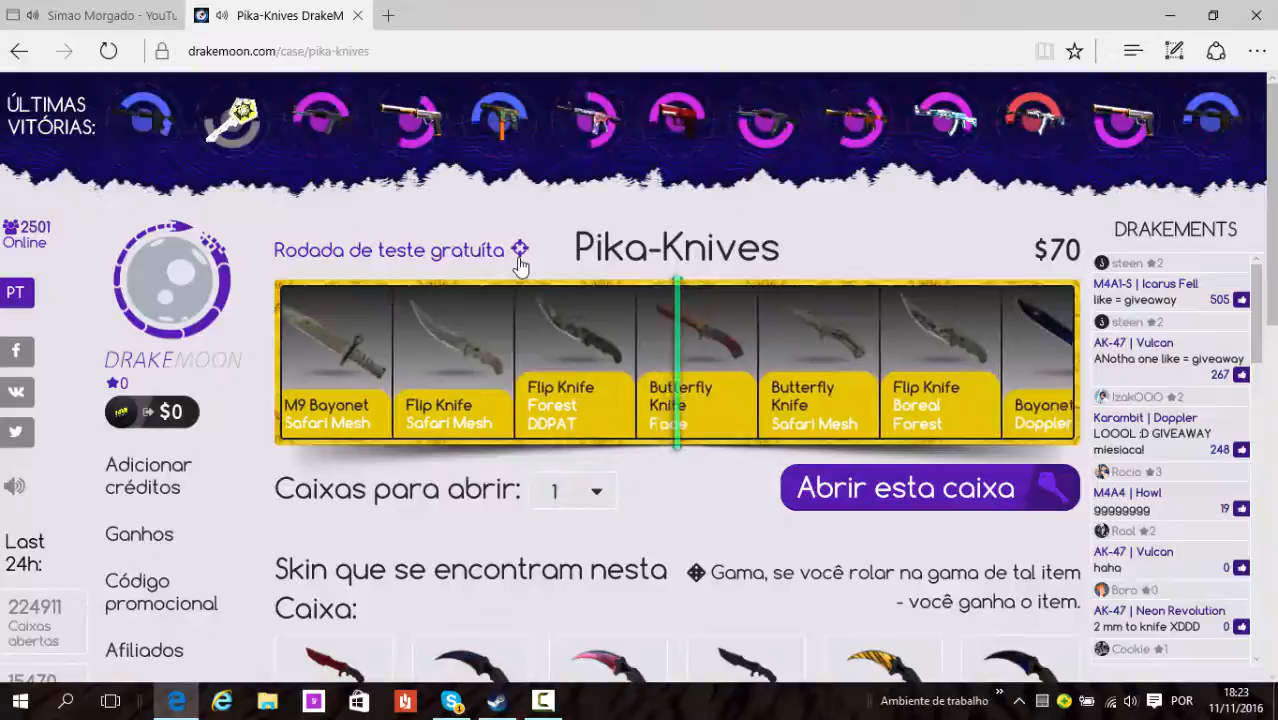 Simao Morgado - YouTu
Pika-Knives DrakeM
drakemoon.com/case/pika-knives
ÚLTIMAS
VITÓRIAS:
2501
Online
PT
DRAKEMOON
0
$0
Adicionar
créditos
Ganhos
Código
promocional
Afiliados
Last
24h:
224911
Caixas
abertas
Rodada de teste gratuíta
Pika-Knives
$70
M9 Bayonet
Safari Mesh
Flip Knife
Safari Mesh
Flip Knife
Forest
DDPAT
Butterfly
Knife
Fade
Butterfly
Knife
Safari Mesh
Flip Knife
Boreal
Forest
Bayonet
Doppler
Caixas para abrir:
1
Abrir esta caixa
Skin que se encontram nesta
Caixa:
Gama, se você rolar na gama de tal item
- você ganha o item.
DRAKEMENTS
steen ★2
M4A1-S | Icarus Fell
like = giveaway 505
steen ★2
AK-47 | Vulcan
ANotha one like = giveaway
267
IzakOOO ★2
Karambit | Doppler
LOOOL :D GIVEAWAY
miesiaca! 248
Rocio ★3
M4A4 | Howl
99999999 19
Raal ★2
AK-47 | Vulcan
haha 0
Boro ★0
AK-47 | Neon Revolution
2 mm to knife XDDD 0
Cookie ★1
Ambiente de trabalho
POR
18:23
11/11/2016